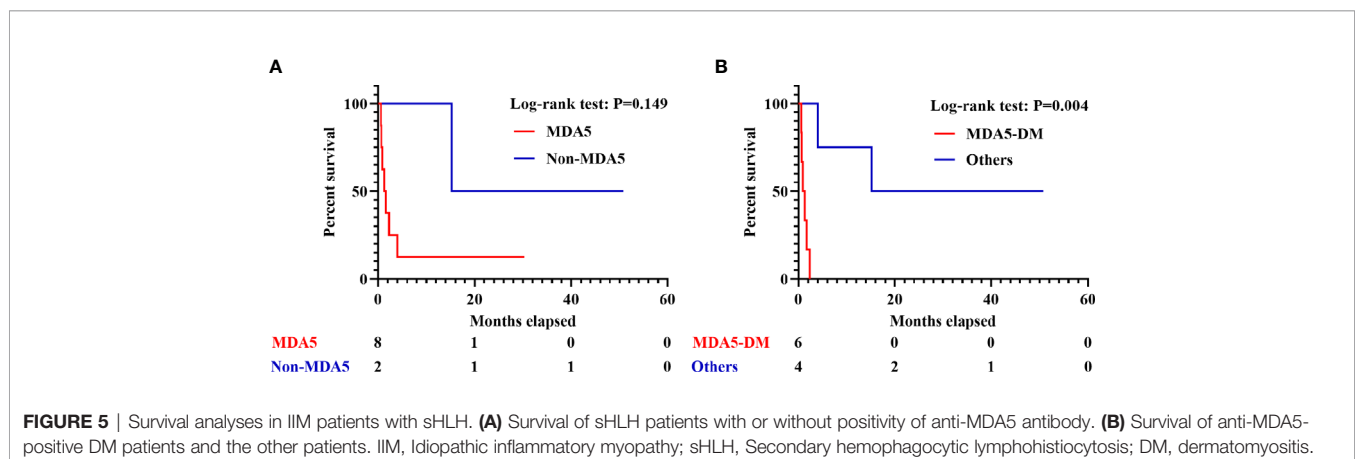 A
Log-rank test: P=0.149
MDA5
Non-MDA5
Percent survival
100
50
0
0 20 40 60
Months elapsed
MDA5 8 1 0 0
Non-MDA5 2 1 1 0
B
Log-rank test: P=0.004
MDA5-DM
Others
Percent survival
100
50
0
0 20 40 60
Months elapsed
MDA5-DM 6 0 0 0
Others 4 2 1 0
FIGURE 5 | Survival analyses in IIM patients with sHLH. (A) Survival of sHLH patients with or without positivity of anti-MDA5 antibody. (B) Survival of anti-MDA5-
positive DM patients and the other patients. IIM, Idiopathic inflammatory myopathy; sHLH, Secondary hemophagocytic lymphohistiocytosis; DM, dermatomyositis.